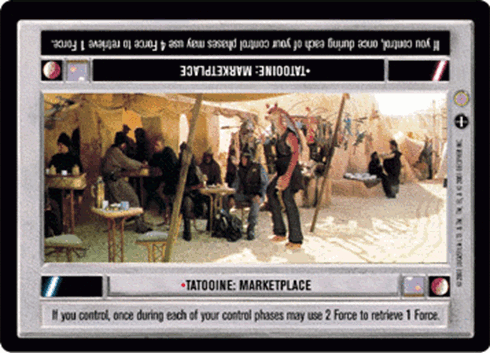 If you control, once during each of your control phases may use 4 Force to retrieve 1 Force.
•TATOOINE: MARKETPLACE
•TATOOINE: MARKETPLACE
If you control, once during each of your control phases may use 2 Force to retrieve 1 Force.